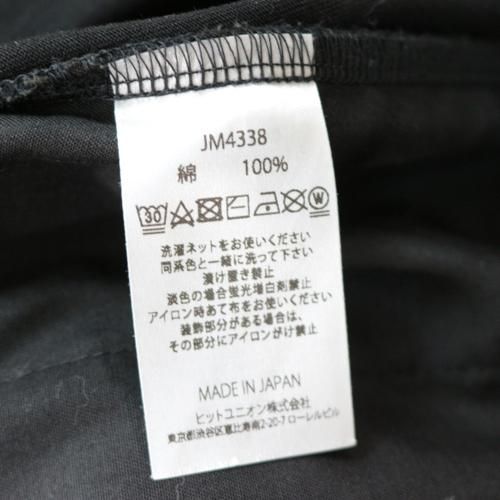 JM4338
綿 100%
洗濯ネットをお使いください
同系色と一緒に洗って下さい
漬け置き禁止
淡色の場合蛍光増白剤禁止
アイロン時あて布をお使いください
装飾部分がある場合は、
その部分にアイロンがけ禁止
MADE IN JAPAN
ヒットユニオン株式会社
東京都渋谷区恵比寿南2-20-7 ローレルビル